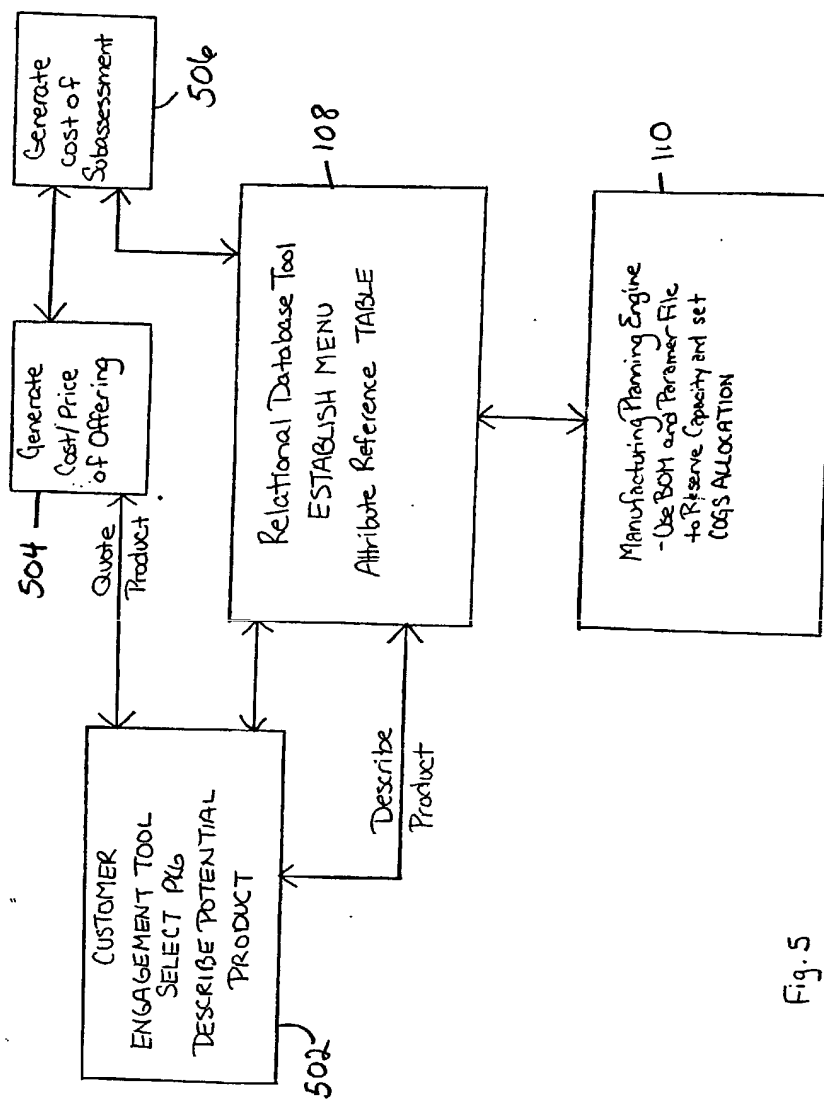 CUSTOMER
ENGAGEMENT TOOL
SELECT PKG
DESCRIBE POTENTIAL
PRODUCT
502
Quote
Product
Describe
Product
504
Generate
Cost/Price
of Offering
Generate
Cost of
Subassessment
506
Relational Database Tool
ESTABLISH MENU
Attribute Reference TABLE
108
Manufacturing Planning Engine
- Use BOM and Paramer File
to Reserve Capacity and set
COGS ALLOCATION
110
Fig. 5